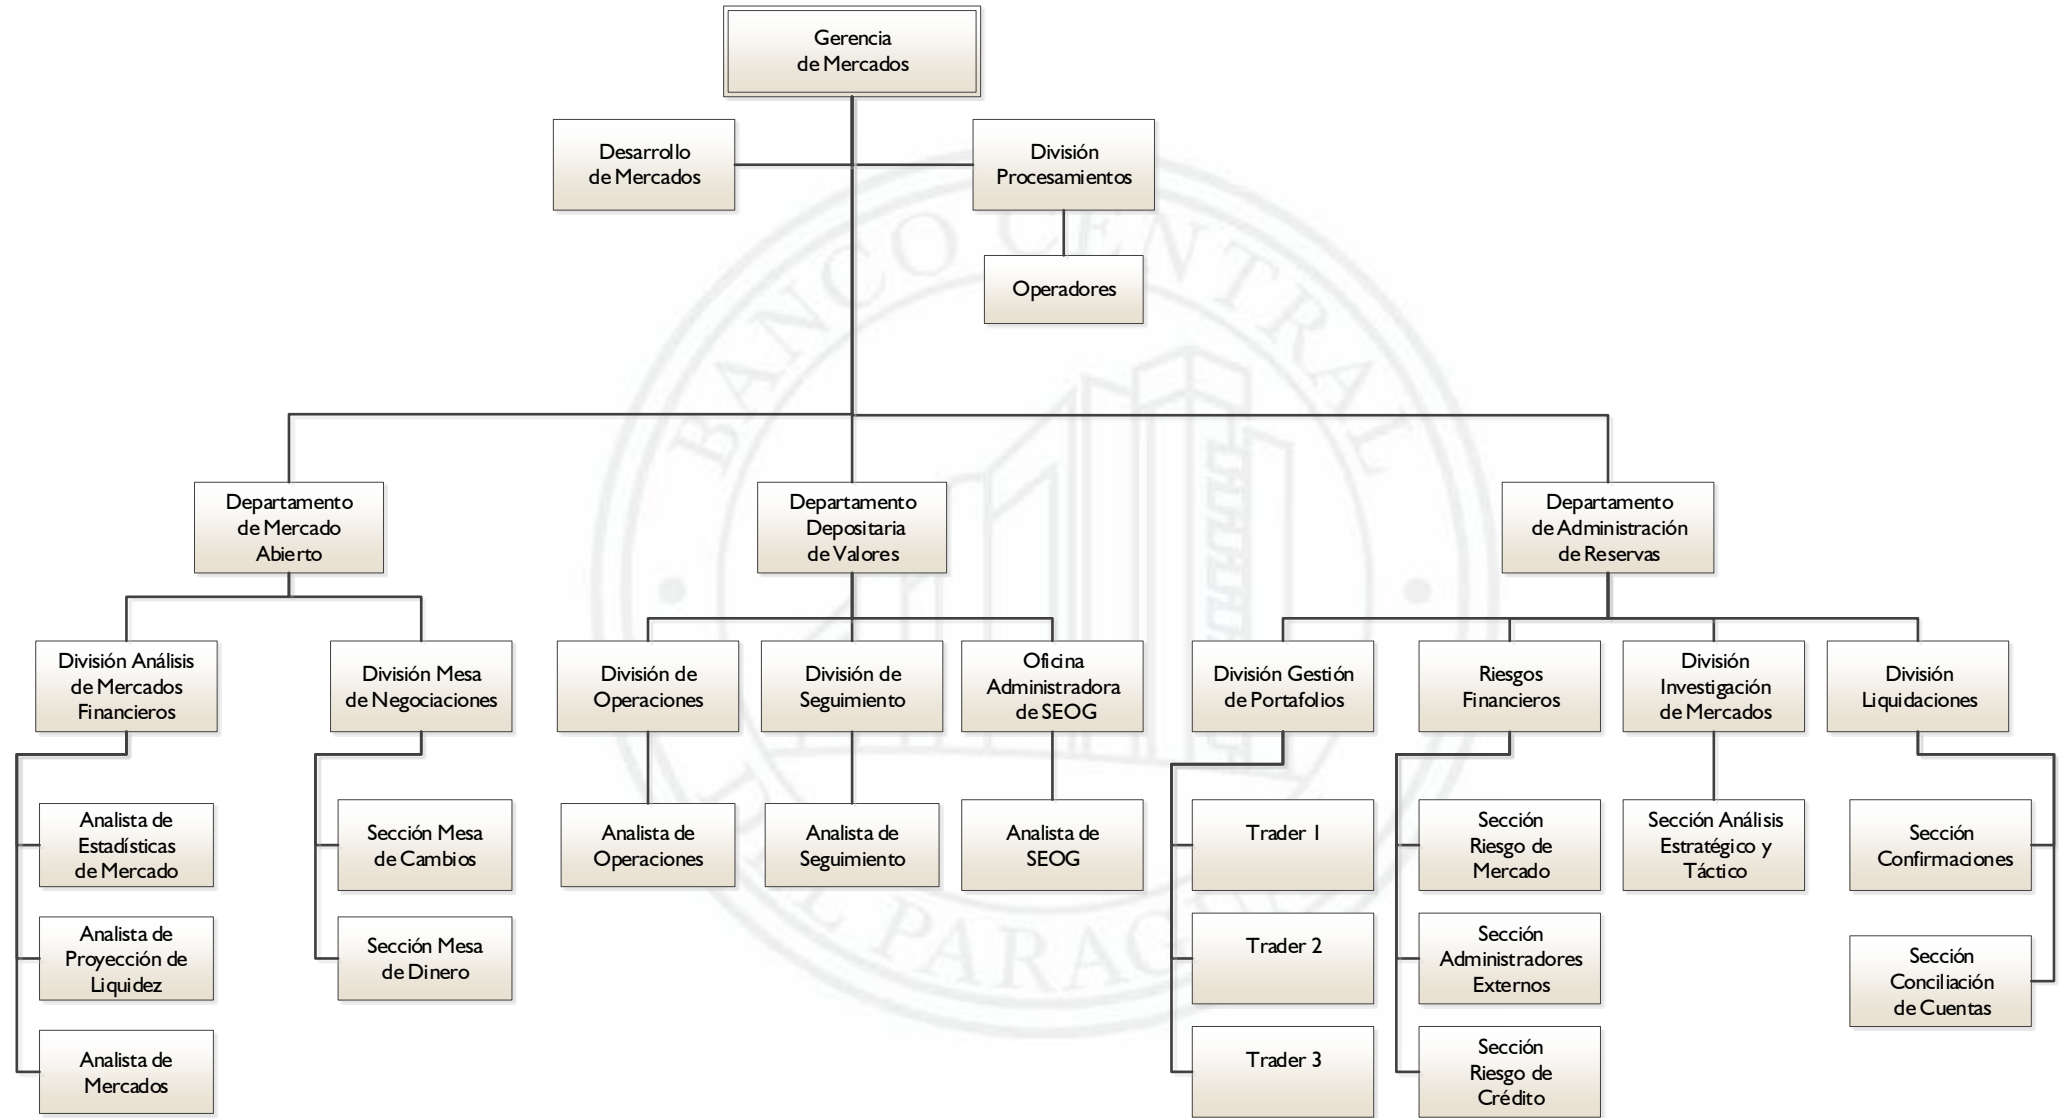 Gerencia
de Mercados
Desarrollo
de Mercados
División
Procesamientos
Operadores
Departamento
de Mercado
Abierto
Departamento
Depositaria
de Valores
Departamento
de Administración
de Reservas
División Análisis
de Mercados
Financieros
División Mesa
de Negociaciones
División de
Operaciones
División de
Seguimiento
Oficina
Administradora
de SEOG
División Gestión
de Portafolios
Riesgos
Financieros
División
Investigación
de Mercados
División
Liquidaciones
Analista de
Estadísticas
de Mercado
Analista de
Proyección de
Liquidez
Analista de
Mercados
Sección Mesa
de Cambios
Sección Mesa
de Dinero
Analista de
Operaciones
Analista de
Seguimiento
Analista de
SEOG
Trader 1
Trader 2
Trader 3
Sección
Riesgo de
Mercado
Sección
Administradores
Externos
Sección
Riesgo de
Crédito
Sección Análisis
Estratégico y
Táctico
Sección
Confirmaciones
Sección
Conciliación
de Cuentas
BANCO CENTRAL